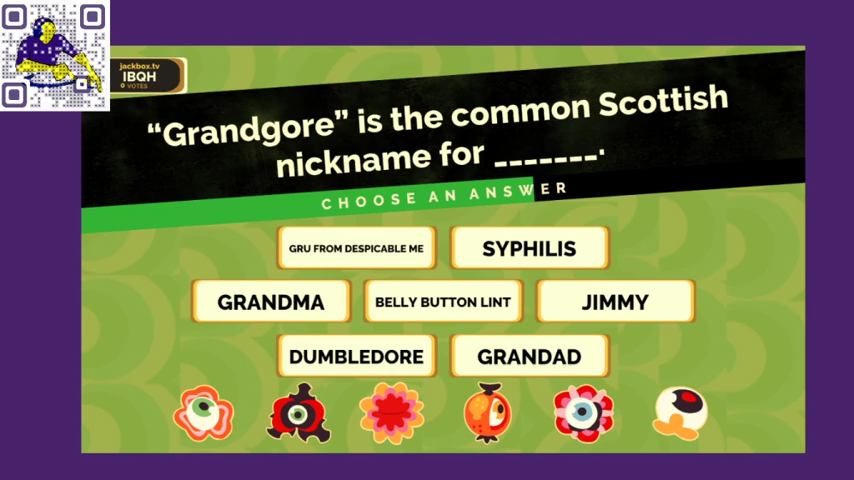 jackbox.tv
IBQH
0 VOTES
“Grandgore” is the common Scottish
nickname for _______.
CHOOSE AN ANSWER
GRU FROM DESPICABLE ME
SYPHILIS
GRANDMA
BELLY BUTTON LINT
JIMMY
DUMBLEDORE
GRANDAD